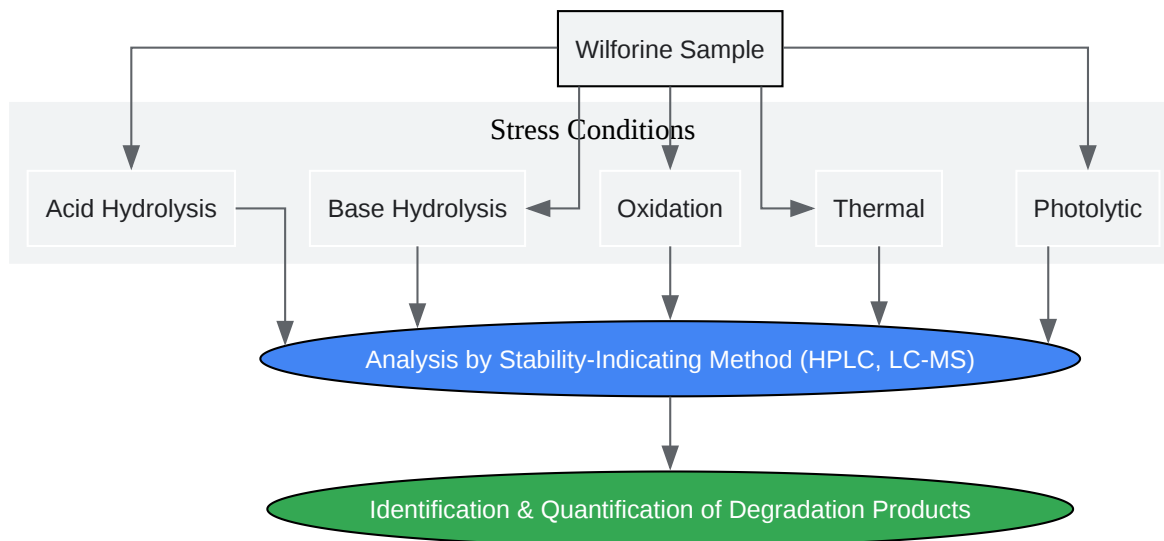 Wilforine Sample
Stress Conditions
Acid Hydrolysis
Base Hydrolysis
Oxidation
Thermal
Photolytic
Analysis by Stability-Indicating Method (HPLC, LC-MS)
Identification & Quantification of Degradation Products